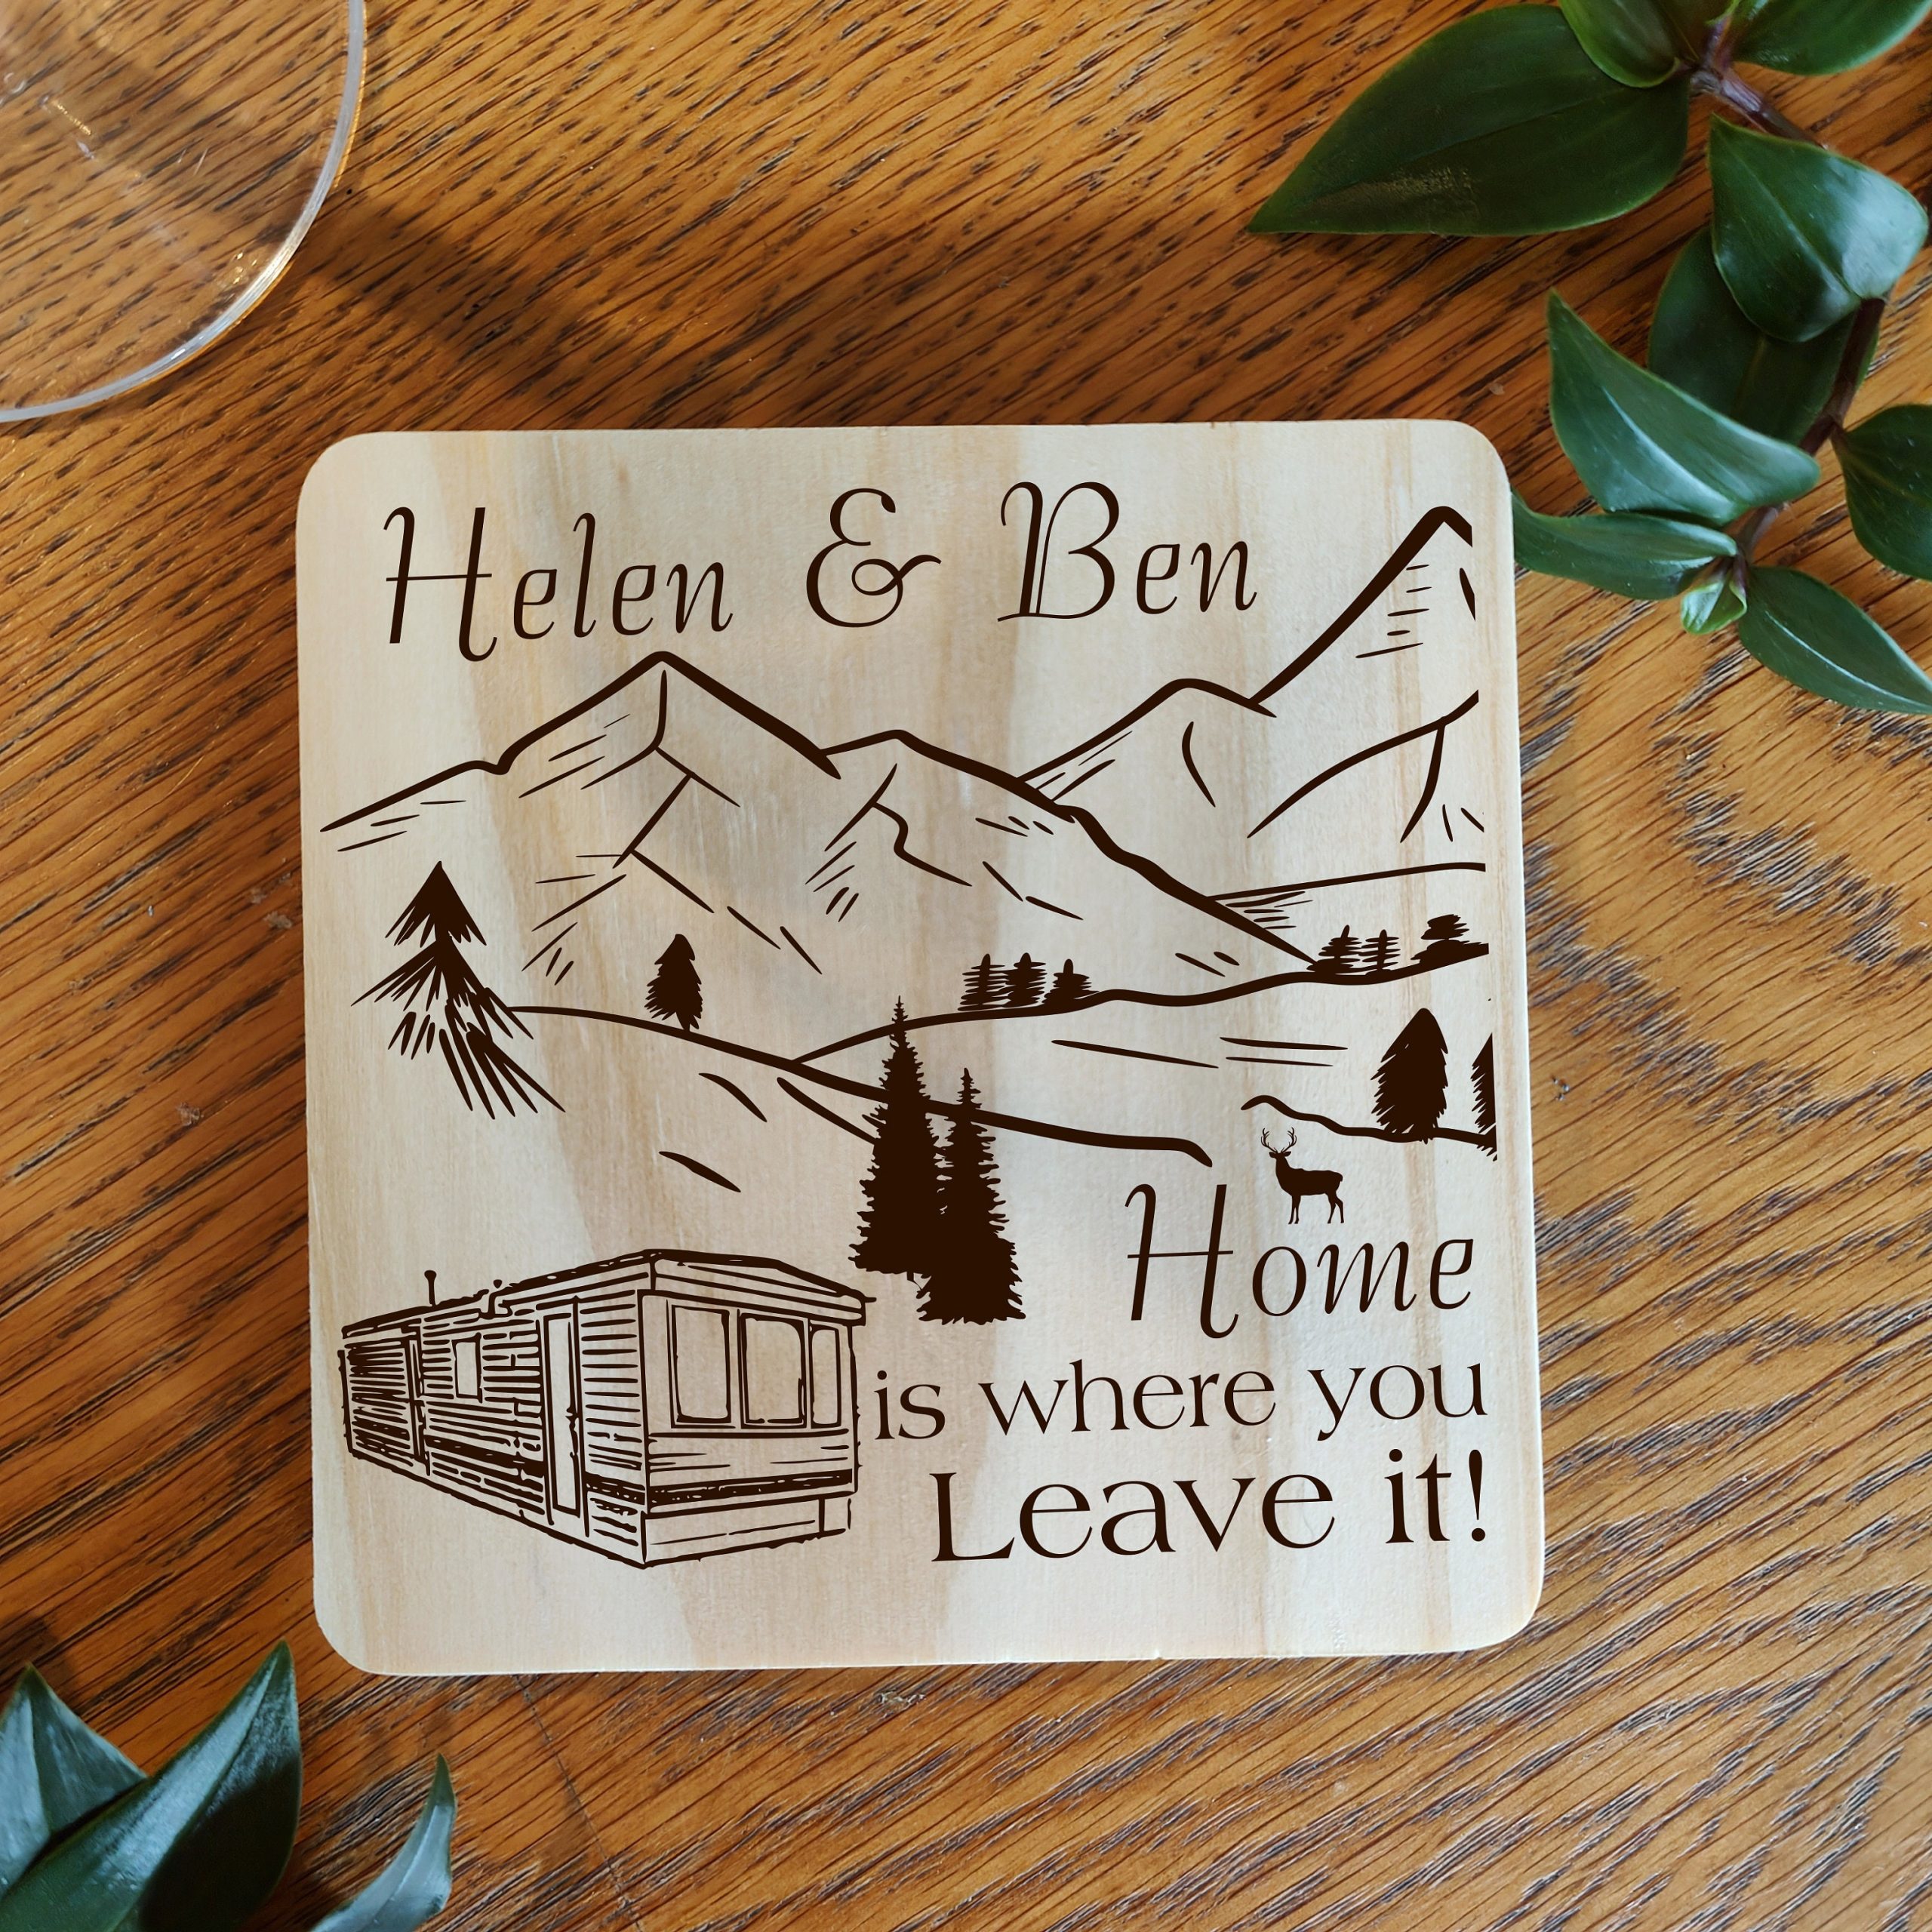 Helen & Ben
Home
is where you
Leave it!